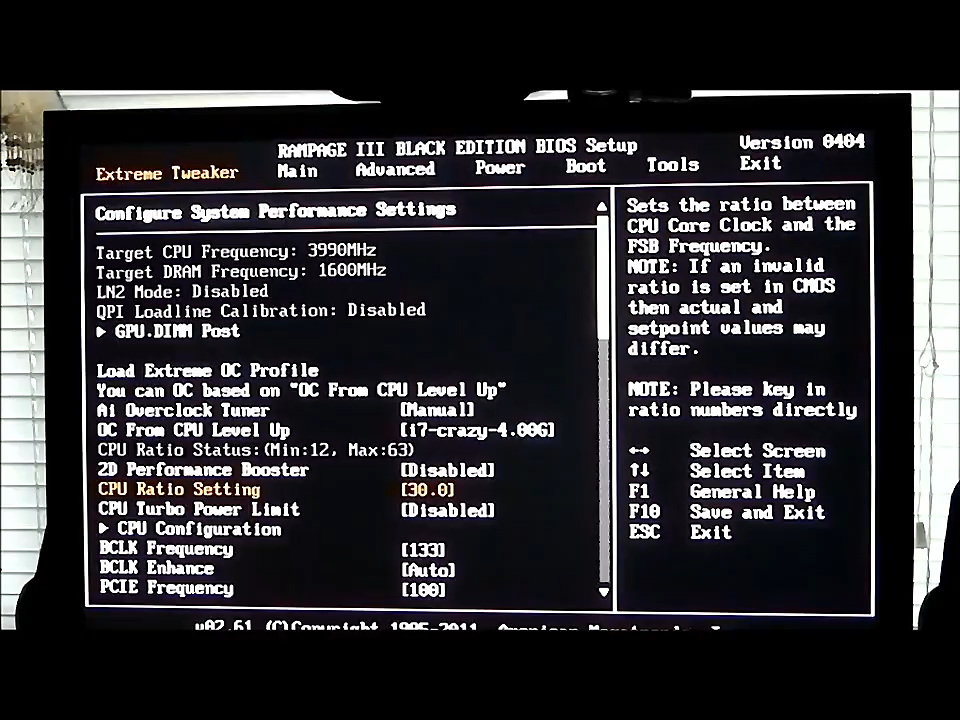 RAMPAGE III BLACK EDITION BIOS Setup
Version 0404
Extreme Tweaker Main Advanced Power Boot Tools Exit
Configure System Performance Settings
Target CPU Frequency: 3990MHz
Target DRAM Frequency: 1600MHz
LN2 Mode: Disabled
QPI Loadline Calibration: Disabled
GPU.DIMM Post
Load Extreme OC Profile
You can OC based on "OC From CPU Level Up"
Ai Overclock Tuner [Manual]
OC From CPU Level Up [i7-crazy-4.00G]
CPU Ratio Status:(Min:12, Max:63)
2D Performance Booster [Disabled]
CPU Ratio Setting [30.0]
CPU Turbo Power Limit [Disabled]
CPU Configuration
BCLK Frequency [133]
BCLK Enhance [Auto]
PCIE Frequency [100]
Sets the ratio between
CPU Core Clock and the
FSB Frequency.
NOTE: If an invalid
ratio is set in CMOS
then actual and
setpoint values may
differ.
NOTE: Please key in
ratio numbers directly
↔ Select Screen
↑↓ Select Item
F1 General Help
F10 Save and Exit
ESC Exit
v02.61 (C)Copyright 1985-2011, American